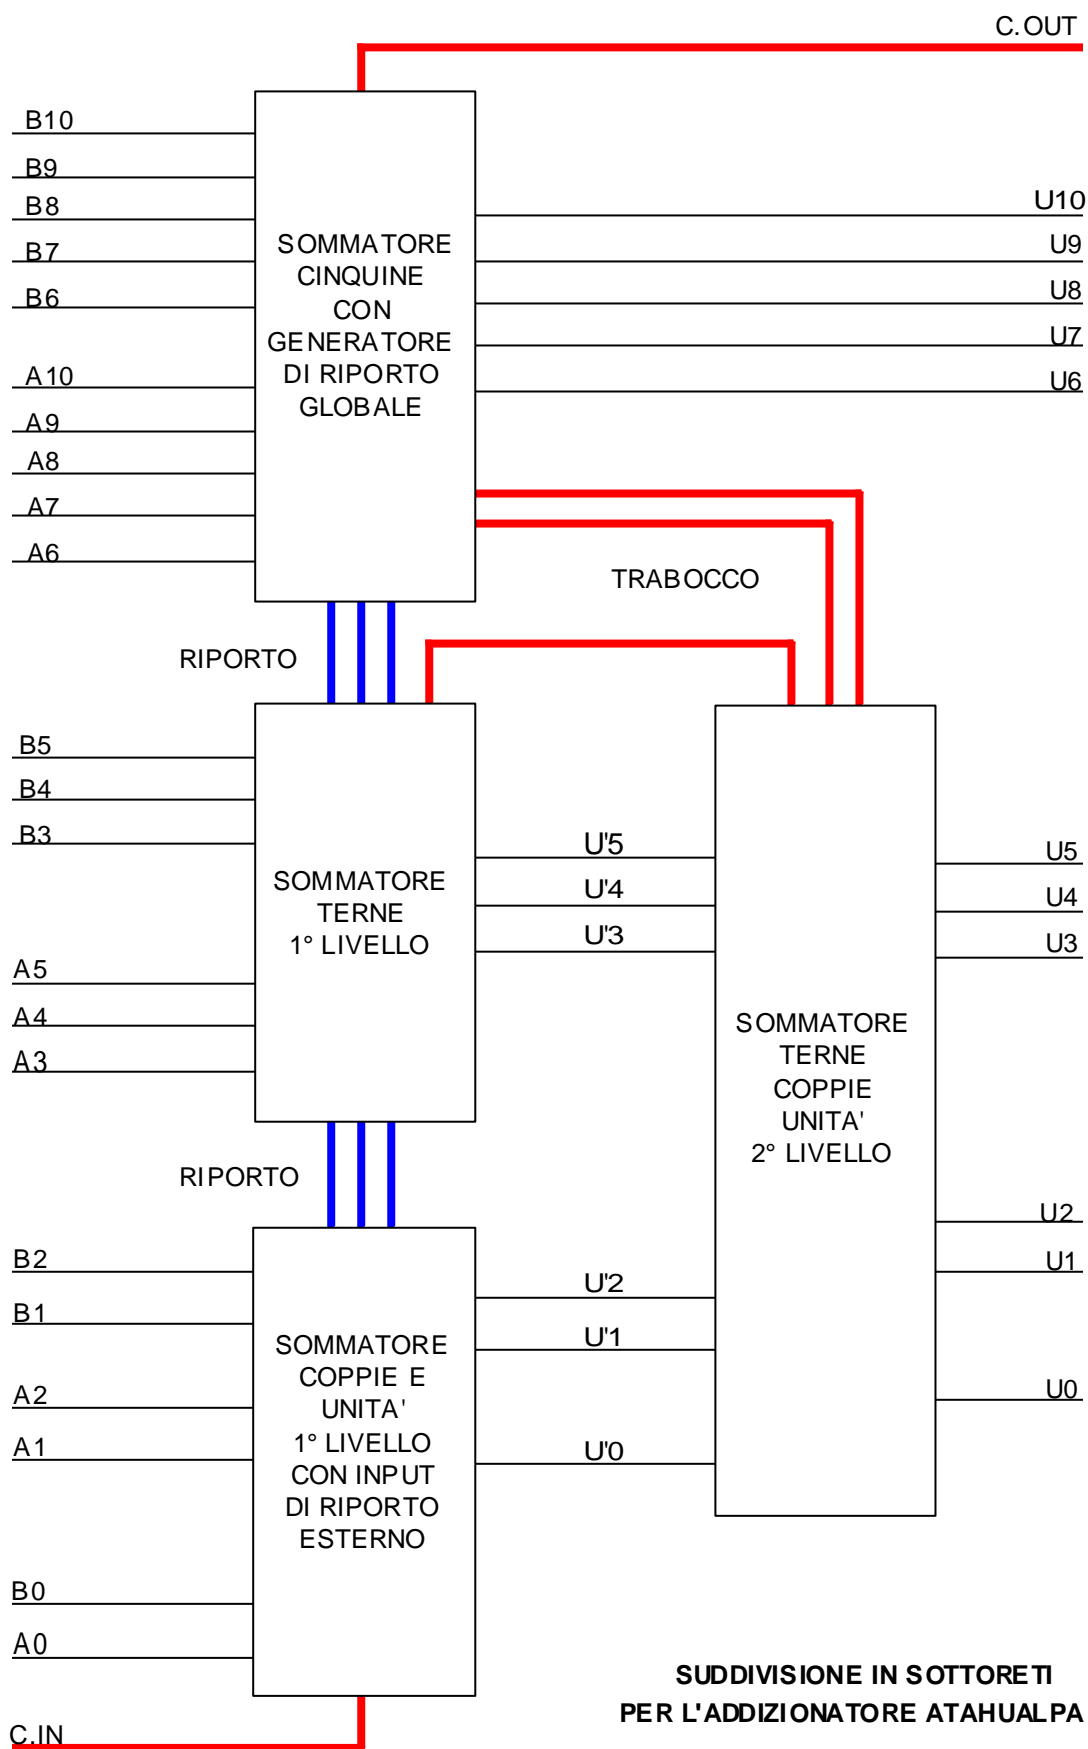 C.OUT
B10
B9
B8
B7
B6
A10
A9
A8
A7
A6
SOMMATORE
CINQUINE
CON
GENERATORE
DI RIPORTO
GLOBALE
U10
U9
U8
U7
U6
TRABOCCO
RIPORTO
B5
B4
B3
A5
A4
A3
SOMMATORE
TERNE
1° LIVELLO
U'5
U'4
U'3
SOMMATORE
TERNE
COPPIE
UNITA'
2° LIVELLO
U5
U4
U3
U2
U1
U0
RIPORTO
B2
B1
A2
A1
B0
A0
SOMMATORE
COPPIE E
UNITA'
1° LIVELLO
CON INPUT
DI RIPORTO
ESTERNO
U'2
U'1
U'0
C.IN
SUDDIVISIONE IN SOTTORETI
PER L'ADDIZIONATORE ATAHUALPA